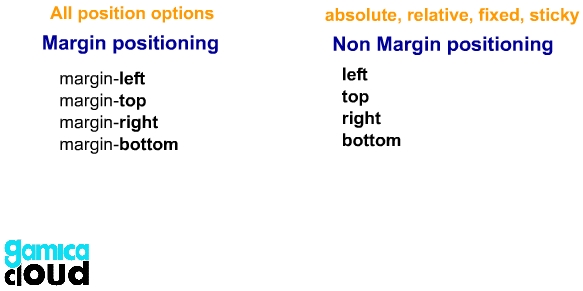 All position options
Margin positioning
margin-left
margin-top
margin-right
margin-bottom
absolute, relative, fixed, sticky
Non Margin positioning
left
top
right
bottom
gamica
cloud